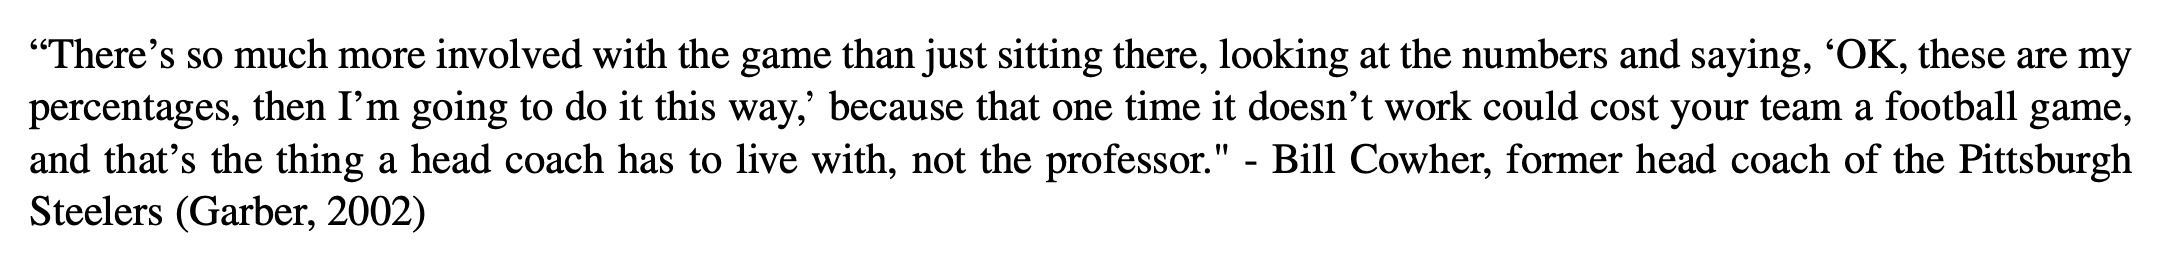 “There’s so much more involved with the game than just sitting there, looking at the numbers and saying, ‘OK, these are my
percentages, then I’m going to do it this way,’ because that one time it doesn’t work could cost your team a football game,
and that’s the thing a head coach has to live with, not the professor." - Bill Cowher, former head coach of the Pittsburgh
Steelers (Garber, 2002)